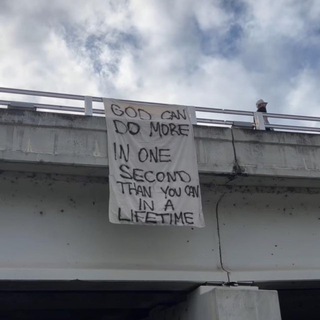 GOD CAN
DO MORE
IN ONE
SECOND
THAN YOU CAN
IN A
LIFETIME